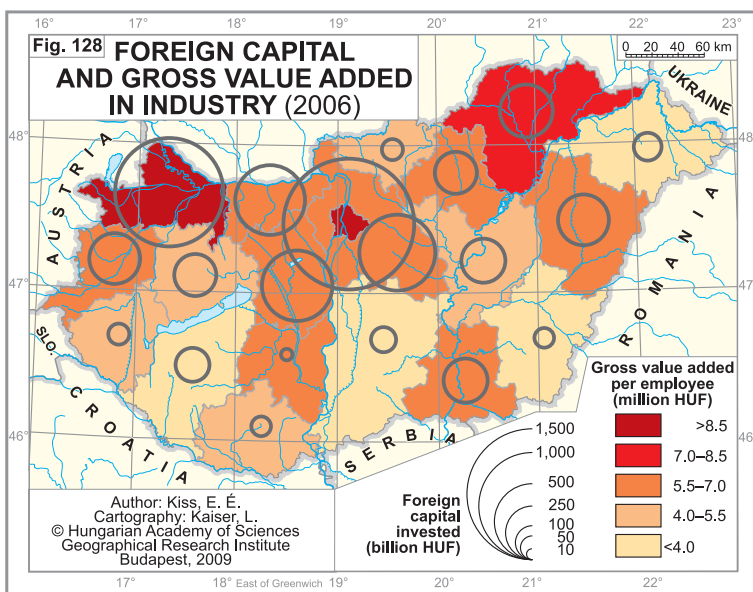 16°
17°
18°
19°
20°
21°
22°
23°
Fig. 128
FOREIGN CAPITAL
AND GROSS VALUE ADDED
IN INDUSTRY (2006)
0 20 40 60 km
UKRAINE
48°
48°
AUSTRIA
ROMANIA
47°
47°
SLO.
CROATIA
SERBIA
46°
46°
Gross value added
per employee
(million HUF)
>8.5
7.0–8.5
5.5–7.0
4.0–5.5
<4.0
1,500
1,000
500
250
100
50
10
Foreign
capital
invested
(billion HUF)
Author: Kiss, E. É.
Cartography: Kaiser, L.
© Hungarian Academy of Sciences
Geographical Research Institute
Budapest, 2009
17°
18°
East of Greenwich
19°
20°
21°
22°